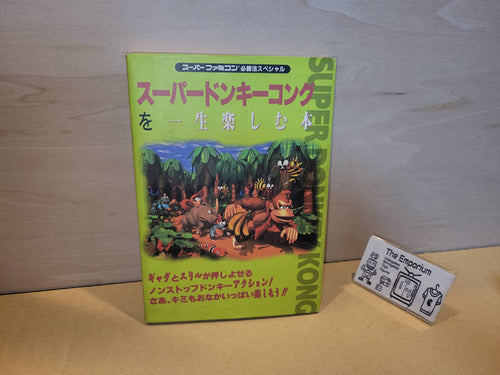 スーパーファミコン必勝法スペシャル
スーパードンキーコング
を一生楽しむ本
SUPER DONKEY KONG
ギャグとスリルが押しよせる
ノンストップドンキーアクション!
さあ、キミもおなかいっぱい楽しもう!!
The Emporium